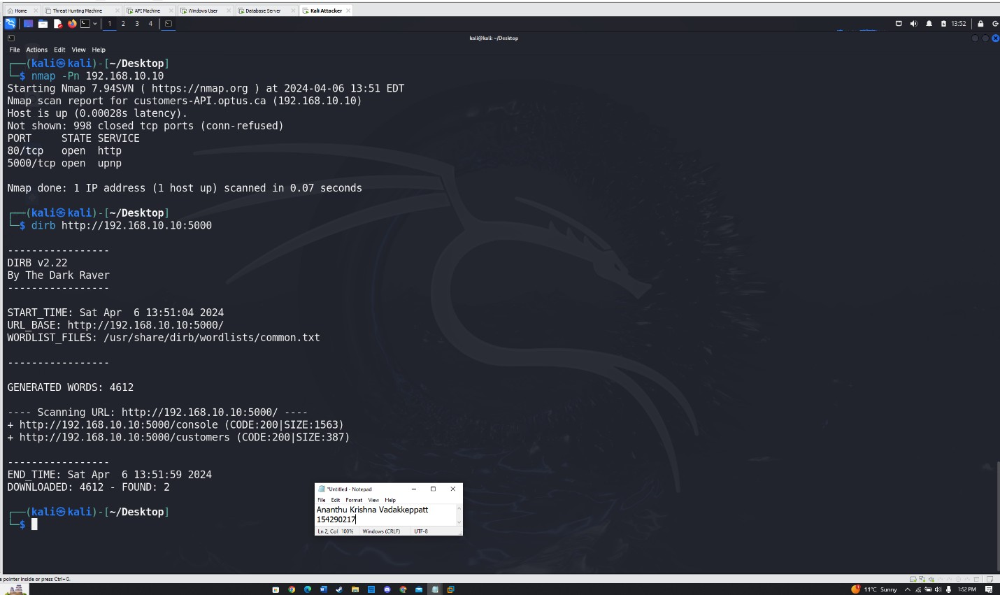 Home Threat Hunting Machine API Machine Windows User Database Server Kali Attacker
1 2 3 4 13:52
kali@kali: ~/Desktop
File Actions Edit View Help
(kali㉿kali)-[~/Desktop]
$ nmap -Pn 192.168.10.10
Starting Nmap 7.94SVN ( https://nmap.org ) at 2024-04-06 13:51 EDT
Nmap scan report for customers-API.optus.ca (192.168.10.10)
Host is up (0.00028s latency).
Not shown: 998 closed tcp ports (conn-refused)
PORT     STATE SERVICE
80/tcp   open  http
5000/tcp open  upnp
Nmap done: 1 IP address (1 host up) scanned in 0.07 seconds
(kali㉿kali)-[~/Desktop]
$ dirb http://192.168.10.10:5000
-----------------
DIRB v2.22
By The Dark Raver
-----------------
START_TIME: Sat Apr  6 13:51:04 2024
URL_BASE: http://192.168.10.10:5000/
WORDLIST_FILES: /usr/share/dirb/wordlists/common.txt
-----------------
GENERATED WORDS: 4612
---- Scanning URL: http://192.168.10.10:5000/ ----
+ http://192.168.10.10:5000/console (CODE:200|SIZE:1563)
+ http://192.168.10.10:5000/customers (CODE:200|SIZE:387)
-----------------
END_TIME: Sat Apr  6 13:51:59 2024
DOWNLOADED: 4612 - FOUND: 2
(kali㉿kali)-[~/Desktop]
$
*Untitled - Notepad
File Edit Format View Help
Ananthu Krishna Vadakkeppatt
154290217
Ln 2, Col 100% Windows (CRLF) UTF-8
e pointer inside or press Ctrl+G.
11°C Sunny 1:52 PM